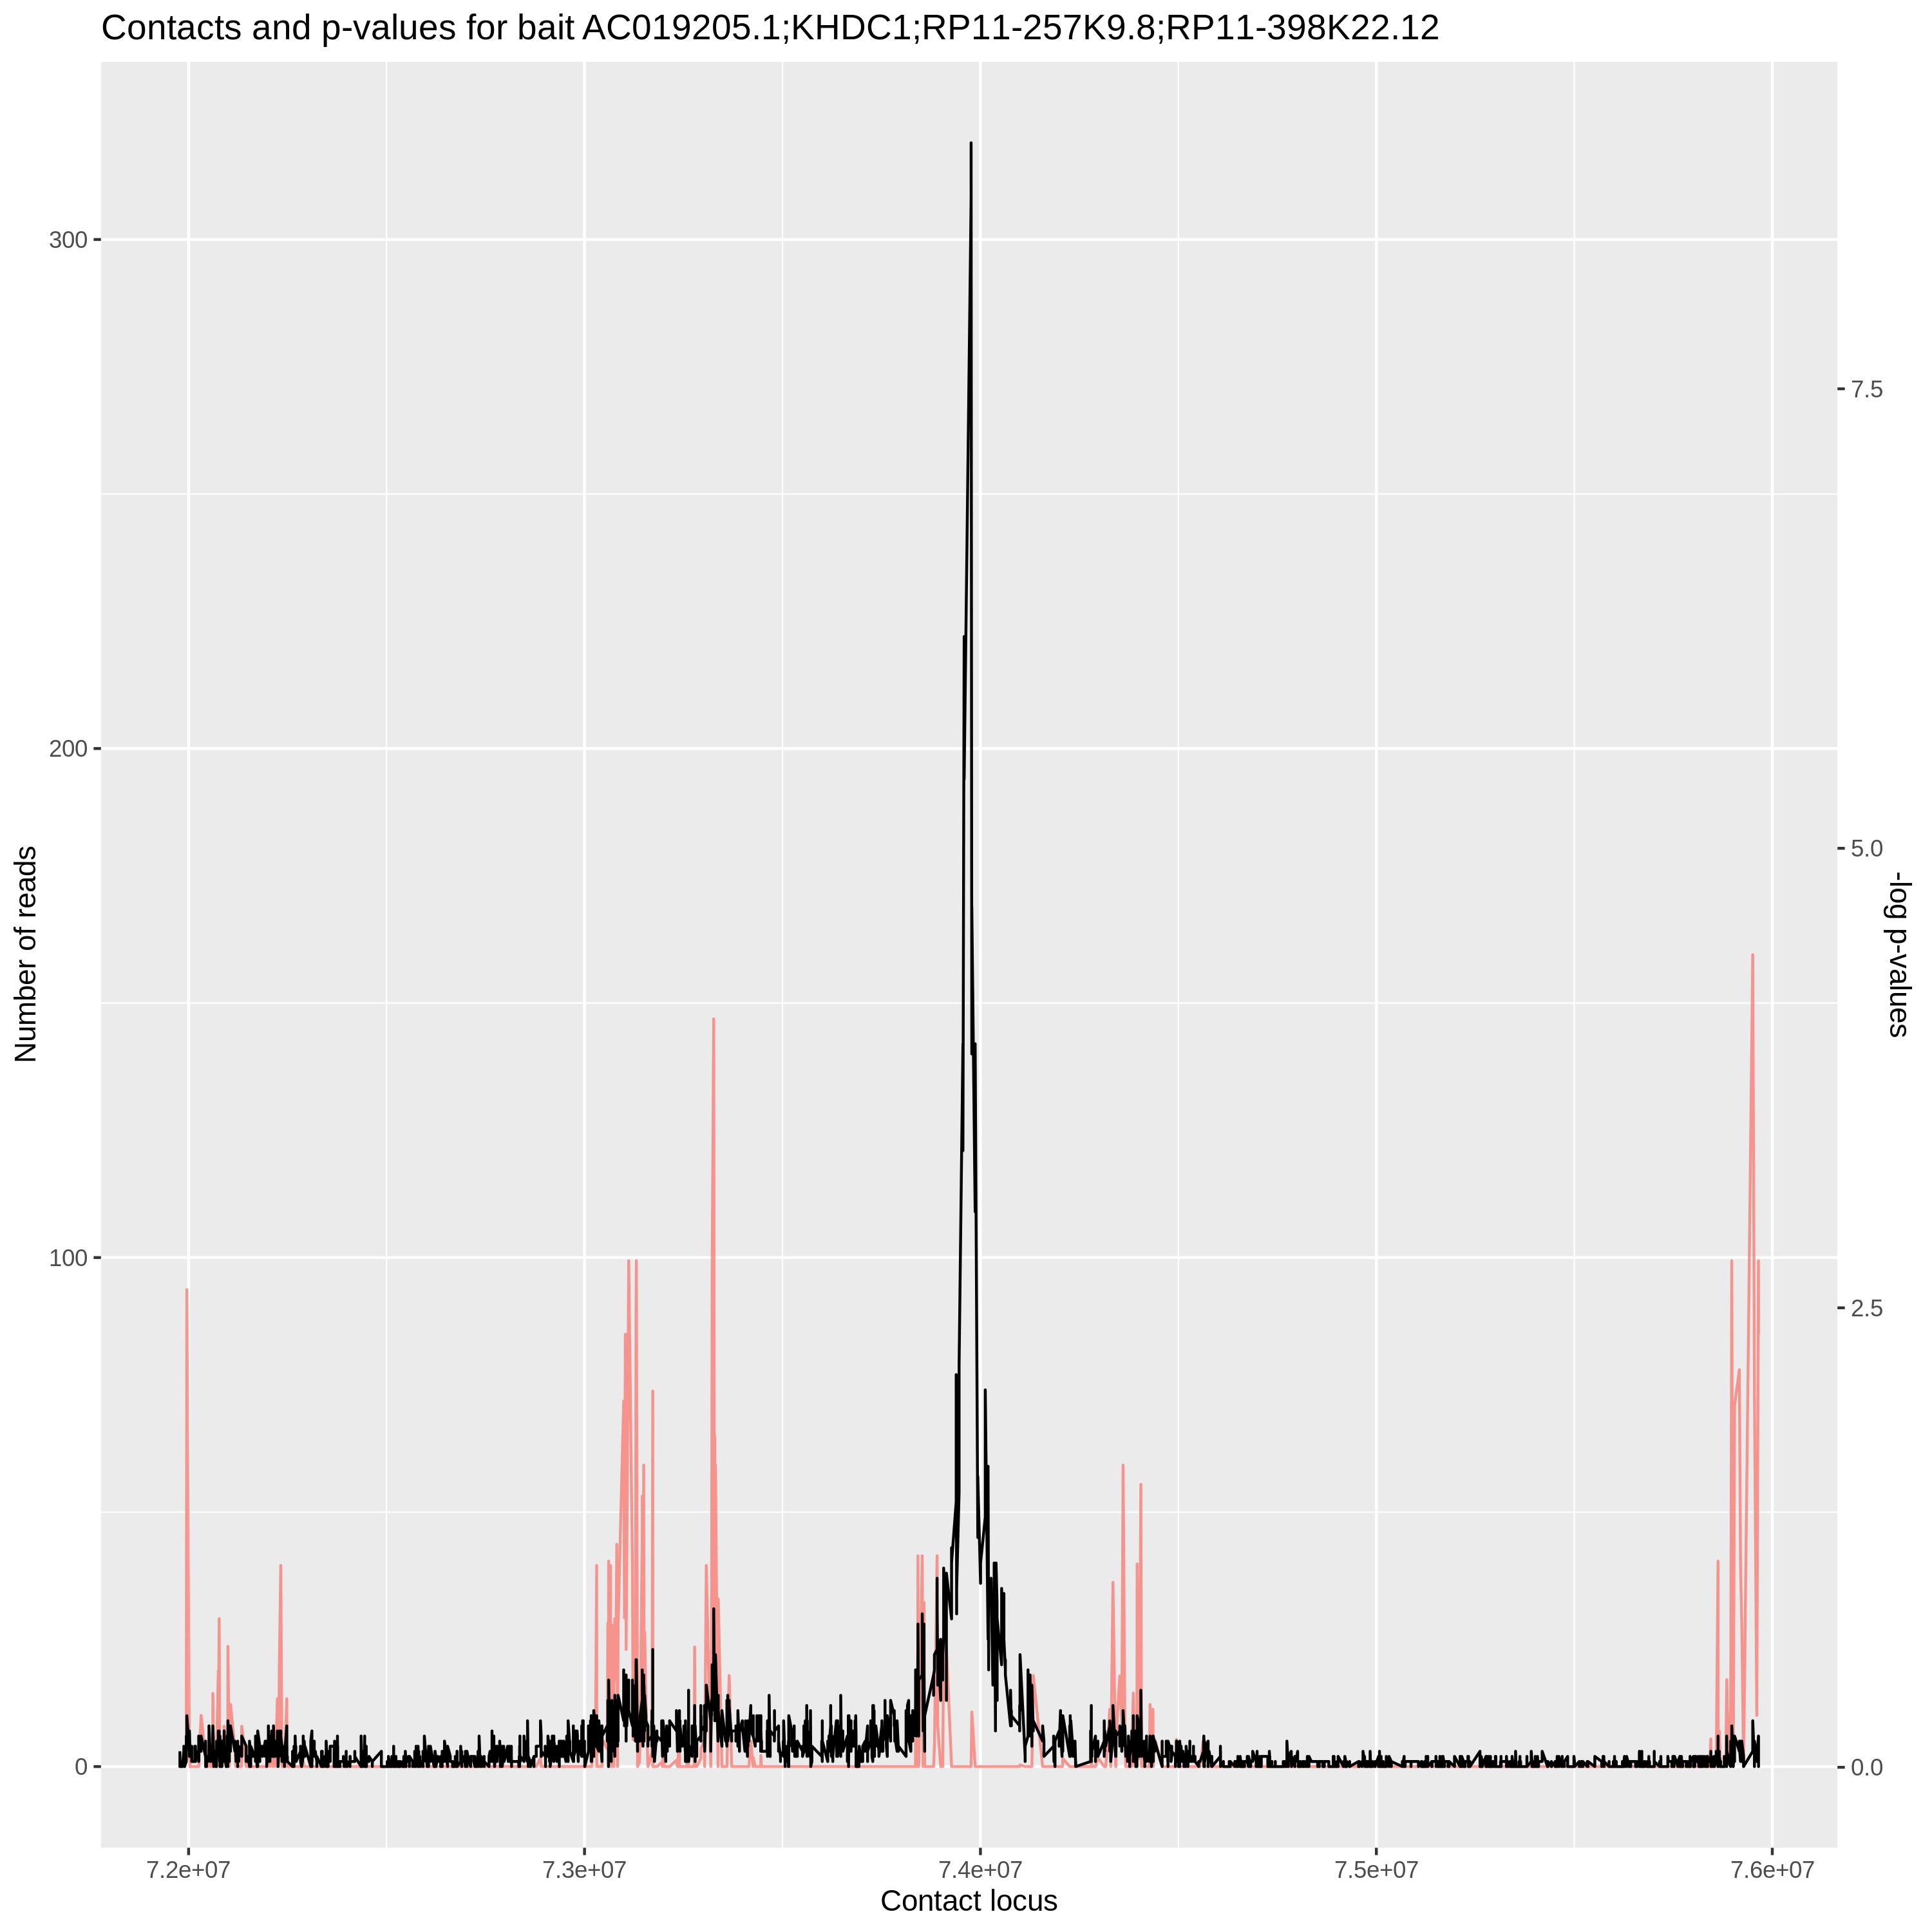 Contacts and p-values for bait AC019205.1;KHDC1;RP11-257K9.8;RP11-398K22.12
300
200
100
0
Number of reads
7.5
5.0
2.5
0.0
-log p-values
7.2e+07 7.3e+07 7.4e+07 7.5e+07 7.6e+07
Contact locus